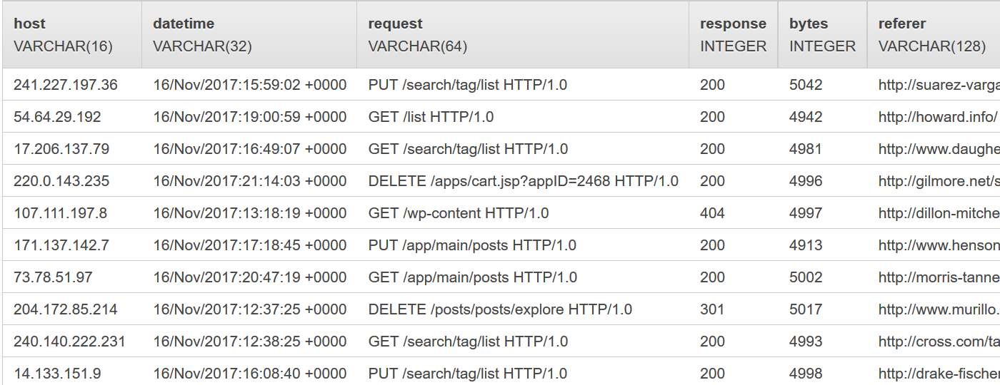 host datetime request response bytes referer
VARCHAR(16) VARCHAR(32) VARCHAR(64) INTEGER INTEGER VARCHAR(128)
241.227.197.36 16/Nov/2017:15:59:02 +0000 PUT /search/tag/list HTTP/1.0 200 5042 http://suarez-varga
54.64.29.192 16/Nov/2017:19:00:59 +0000 GET /list HTTP/1.0 200 4942 http://howard.info/
17.206.137.79 16/Nov/2017:16:49:07 +0000 GET /search/tag/list HTTP/1.0 200 4981 http://www.daughe
220.0.143.235 16/Nov/2017:21:14:03 +0000 DELETE /apps/cart.jsp?appID=2468 HTTP/1.0 200 4996 http://gilmore.net/s
107.111.197.8 16/Nov/2017:13:18:19 +0000 GET /wp-content HTTP/1.0 404 4997 http://dillon-mitche
171.137.142.7 16/Nov/2017:17:18:45 +0000 PUT /app/main/posts HTTP/1.0 200 4913 http://www.henson
73.78.51.97 16/Nov/2017:20:47:19 +0000 GET /app/main/posts HTTP/1.0 200 5002 http://morris-tanne
204.172.85.214 16/Nov/2017:12:37:25 +0000 DELETE /posts/posts/explore HTTP/1.0 301 5017 http://www.murillo.
240.140.222.231 16/Nov/2017:12:38:25 +0000 GET /search/tag/list HTTP/1.0 200 4993 http://cross.com/ta
14.133.151.9 16/Nov/2017:16:08:40 +0000 PUT /search/tag/list HTTP/1.0 200 4998 http://drake-fischer